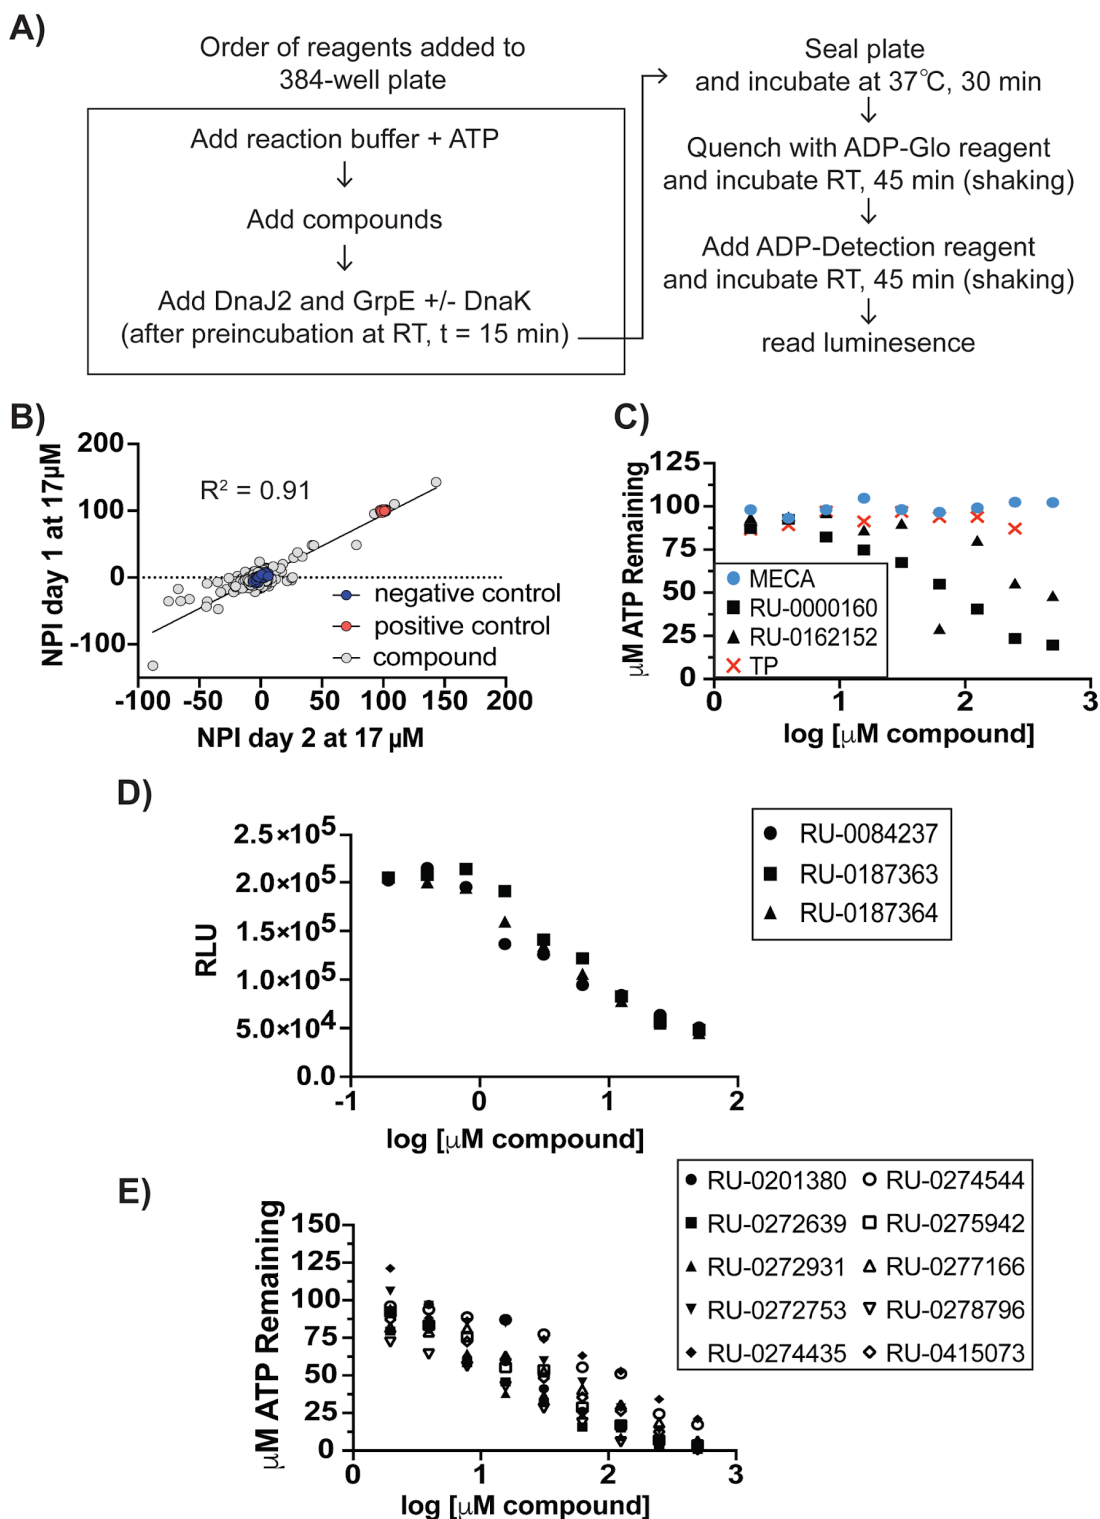 A)
Order of reagents added to
384-well plate
Add reaction buffer + ATP
Add compounds
Add DnaJ2 and GrpE +/- DnaK
(after preincubation at RT, t = 15 min)
Seal plate
and incubate at 37℃, 30 min
Quench with ADP-Glo reagent
and incubate RT, 45 min (shaking)
Add ADP-Detection reagent
and incubate RT, 45 min (shaking)
read luminesence
B)
NPI day 1 at 17µM
200
100
0
-100
R² = 0.91
negative control
positive control
compound
-100 -50 0 50 100 150 200
NPI day 2 at 17 µM
C)
µM ATP Remaining
125
100
75
50
25
0
MECA
RU-0000160
RU-0162152
TP
0 1 2 3
log [µM compound]
D)
RLU
2.5×10⁵
2.0×10⁵
1.5×10⁵
1.0×10⁵
5.0×10⁴
0.0
-1 0 1 2
log [µM compound]
RU-0084237
RU-0187363
RU-0187364
E)
µM ATP Remaining
150
125
100
75
50
25
0
0 1 2 3
log [µM compound]
RU-0201380 RU-0274544
RU-0272639 RU-0275942
RU-0272931 RU-0277166
RU-0272753 RU-0278796
RU-0274435 RU-0415073